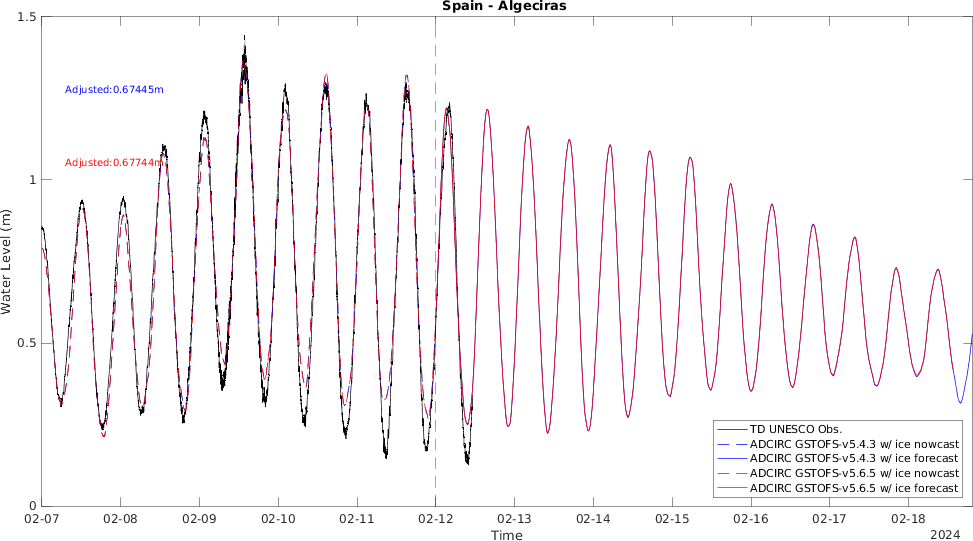 Spain - Algeciras
1.5
Adjusted:0.67445m
Adjusted:0.67744m
1
Water Level (m)
0.5
TD UNESCO Obs.
ADCIRC GSTOFS-v5.4.3 w/ ice nowcast
ADCIRC GSTOFS-v5.4.3 w/ ice forecast
ADCIRC GSTOFS-v5.6.5 w/ ice nowcast
ADCIRC GSTOFS-v5.6.5 w/ ice forecast
0
02-07 02-08 02-09 02-10 02-11 02-12 02-13 02-14 02-15 02-16 02-17 02-18
Time
2024